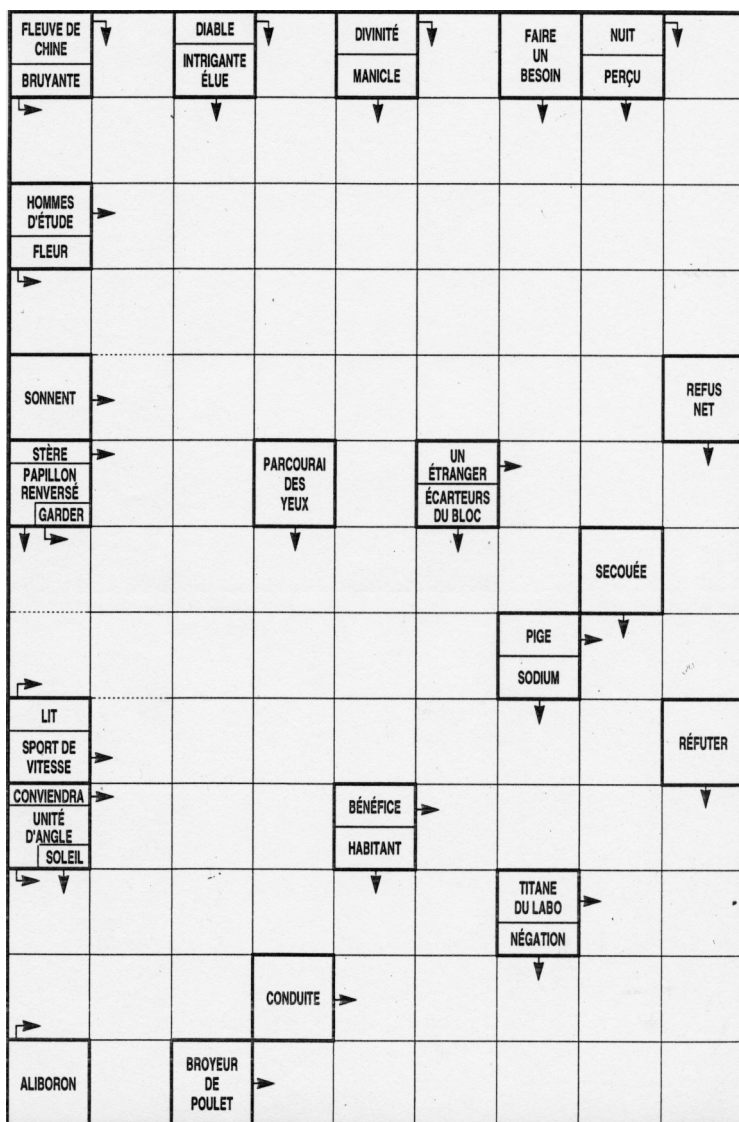 FLEUVE DE
CHINE
BRUYANTE
DIABLE
INTRIGANTE
ÉLUE
DIVINITÉ
MANICLE
FAIRE
UN
BESOIN
NUIT
PERÇU
HOMMES
D'ÉTUDE
FLEUR
SONNENT
REFUS
NET
STÈRE
PAPILLON
RENVERSÉ
GARDER
PARCOURAI
DES
YEUX
UN
ÉTRANGER
ÉCARTEURS
DU BLOC
SECOUÉE
PIGE
SODIUM
LIT
SPORT DE
VITESSE
RÉFUTER
CONVIENDRA
UNITÉ
D'ANGLE
SOLEIL
BÉNÉFICE
HABITANT
TITANE
DU LABO
NÉGATION
CONDUITE
ALIBORON
BROYEUR
DE
POULET